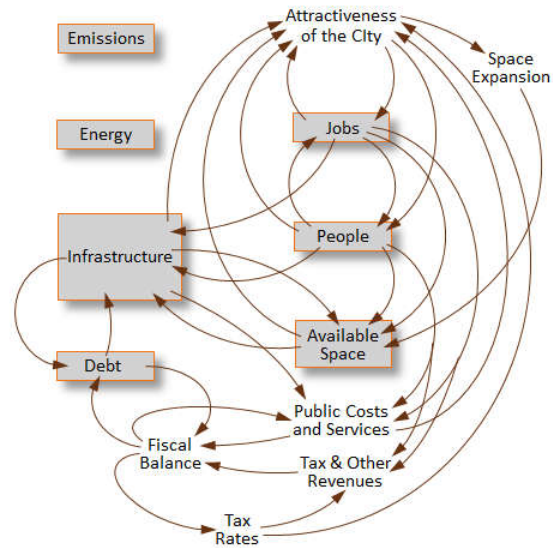 Emissions
Attractiveness
of the CIty
Space
Expansion
Energy
Jobs
Infrastructure
People
Available
Space
Debt
Public Costs
and Services
Fiscal
Balance
Tax & Other
Revenues
Tax
Rates